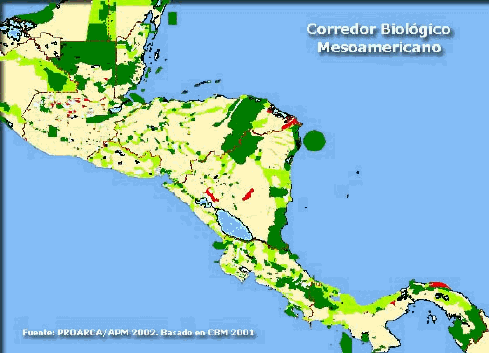 Corredor Biológico
Mesoamericano
Fuente: PROARCA/APM 2002. Basado en CBM 2001